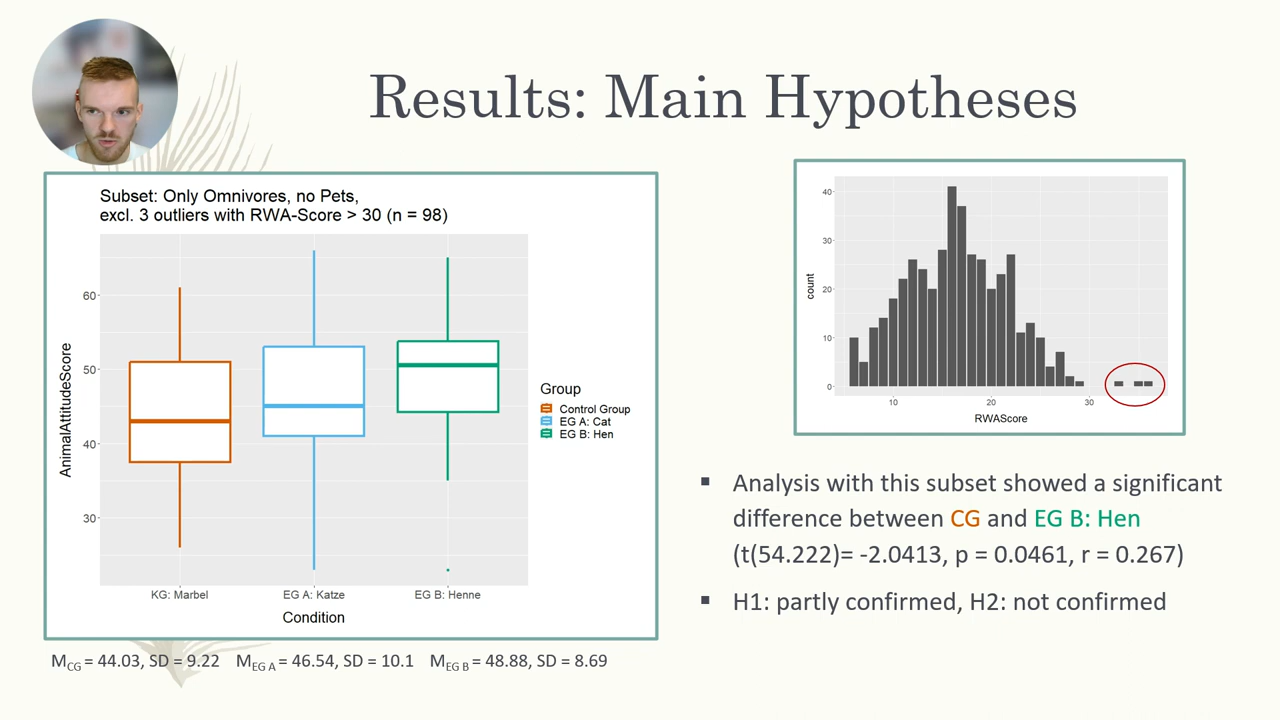 Results: Main Hypotheses
Subset: Only Omnivores, no Pets,
excl. 3 outliers with RWA-Score > 30 (n = 98)
AnimalAttitudeScore
60
50
40
30
KG: Marbel
EG A: Katze
EG B: Henne
Condition
Group
Control Group
EG A: Cat
EG B: Hen
M CG = 44.03, SD = 9.22 M EG A = 46.54, SD = 10.1 M EG B = 48.88, SD = 8.69
count
40
30
20
10
0
10
20
30
RWAScore
▪ Analysis with this subset showed a significant
difference between CG and EG B: Hen
(t(54.222)= -2.0413, p = 0.0461, r = 0.267)
▪ H1: partly confirmed, H2: not confirmed